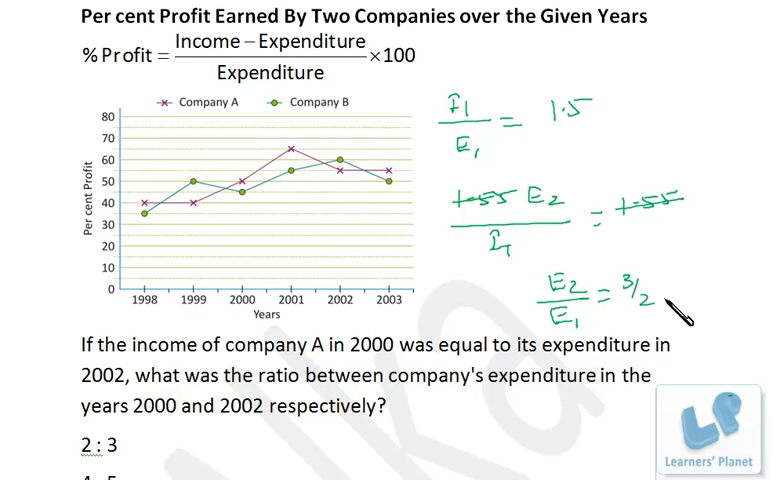 Per cent Profit Earned By Two Companies over the Given Years
% Profit = Income − Expenditure / Expenditure × 100
Company A Company B
Per cent Profit
80
70
60
50
40
30
20
10
0
1998 1999 2000 2001 2002 2003
Years
I1 / E1 = 1.5
1.55 E2 / I1 = 1.55
E2 / E1 = 3/2
If the income of company A in 2000 was equal to its expenditure in
2002, what was the ratio between company's expenditure in the
years 2000 and 2002 respectively?
2 : 3
4 : 5
LP
Learners' Planet